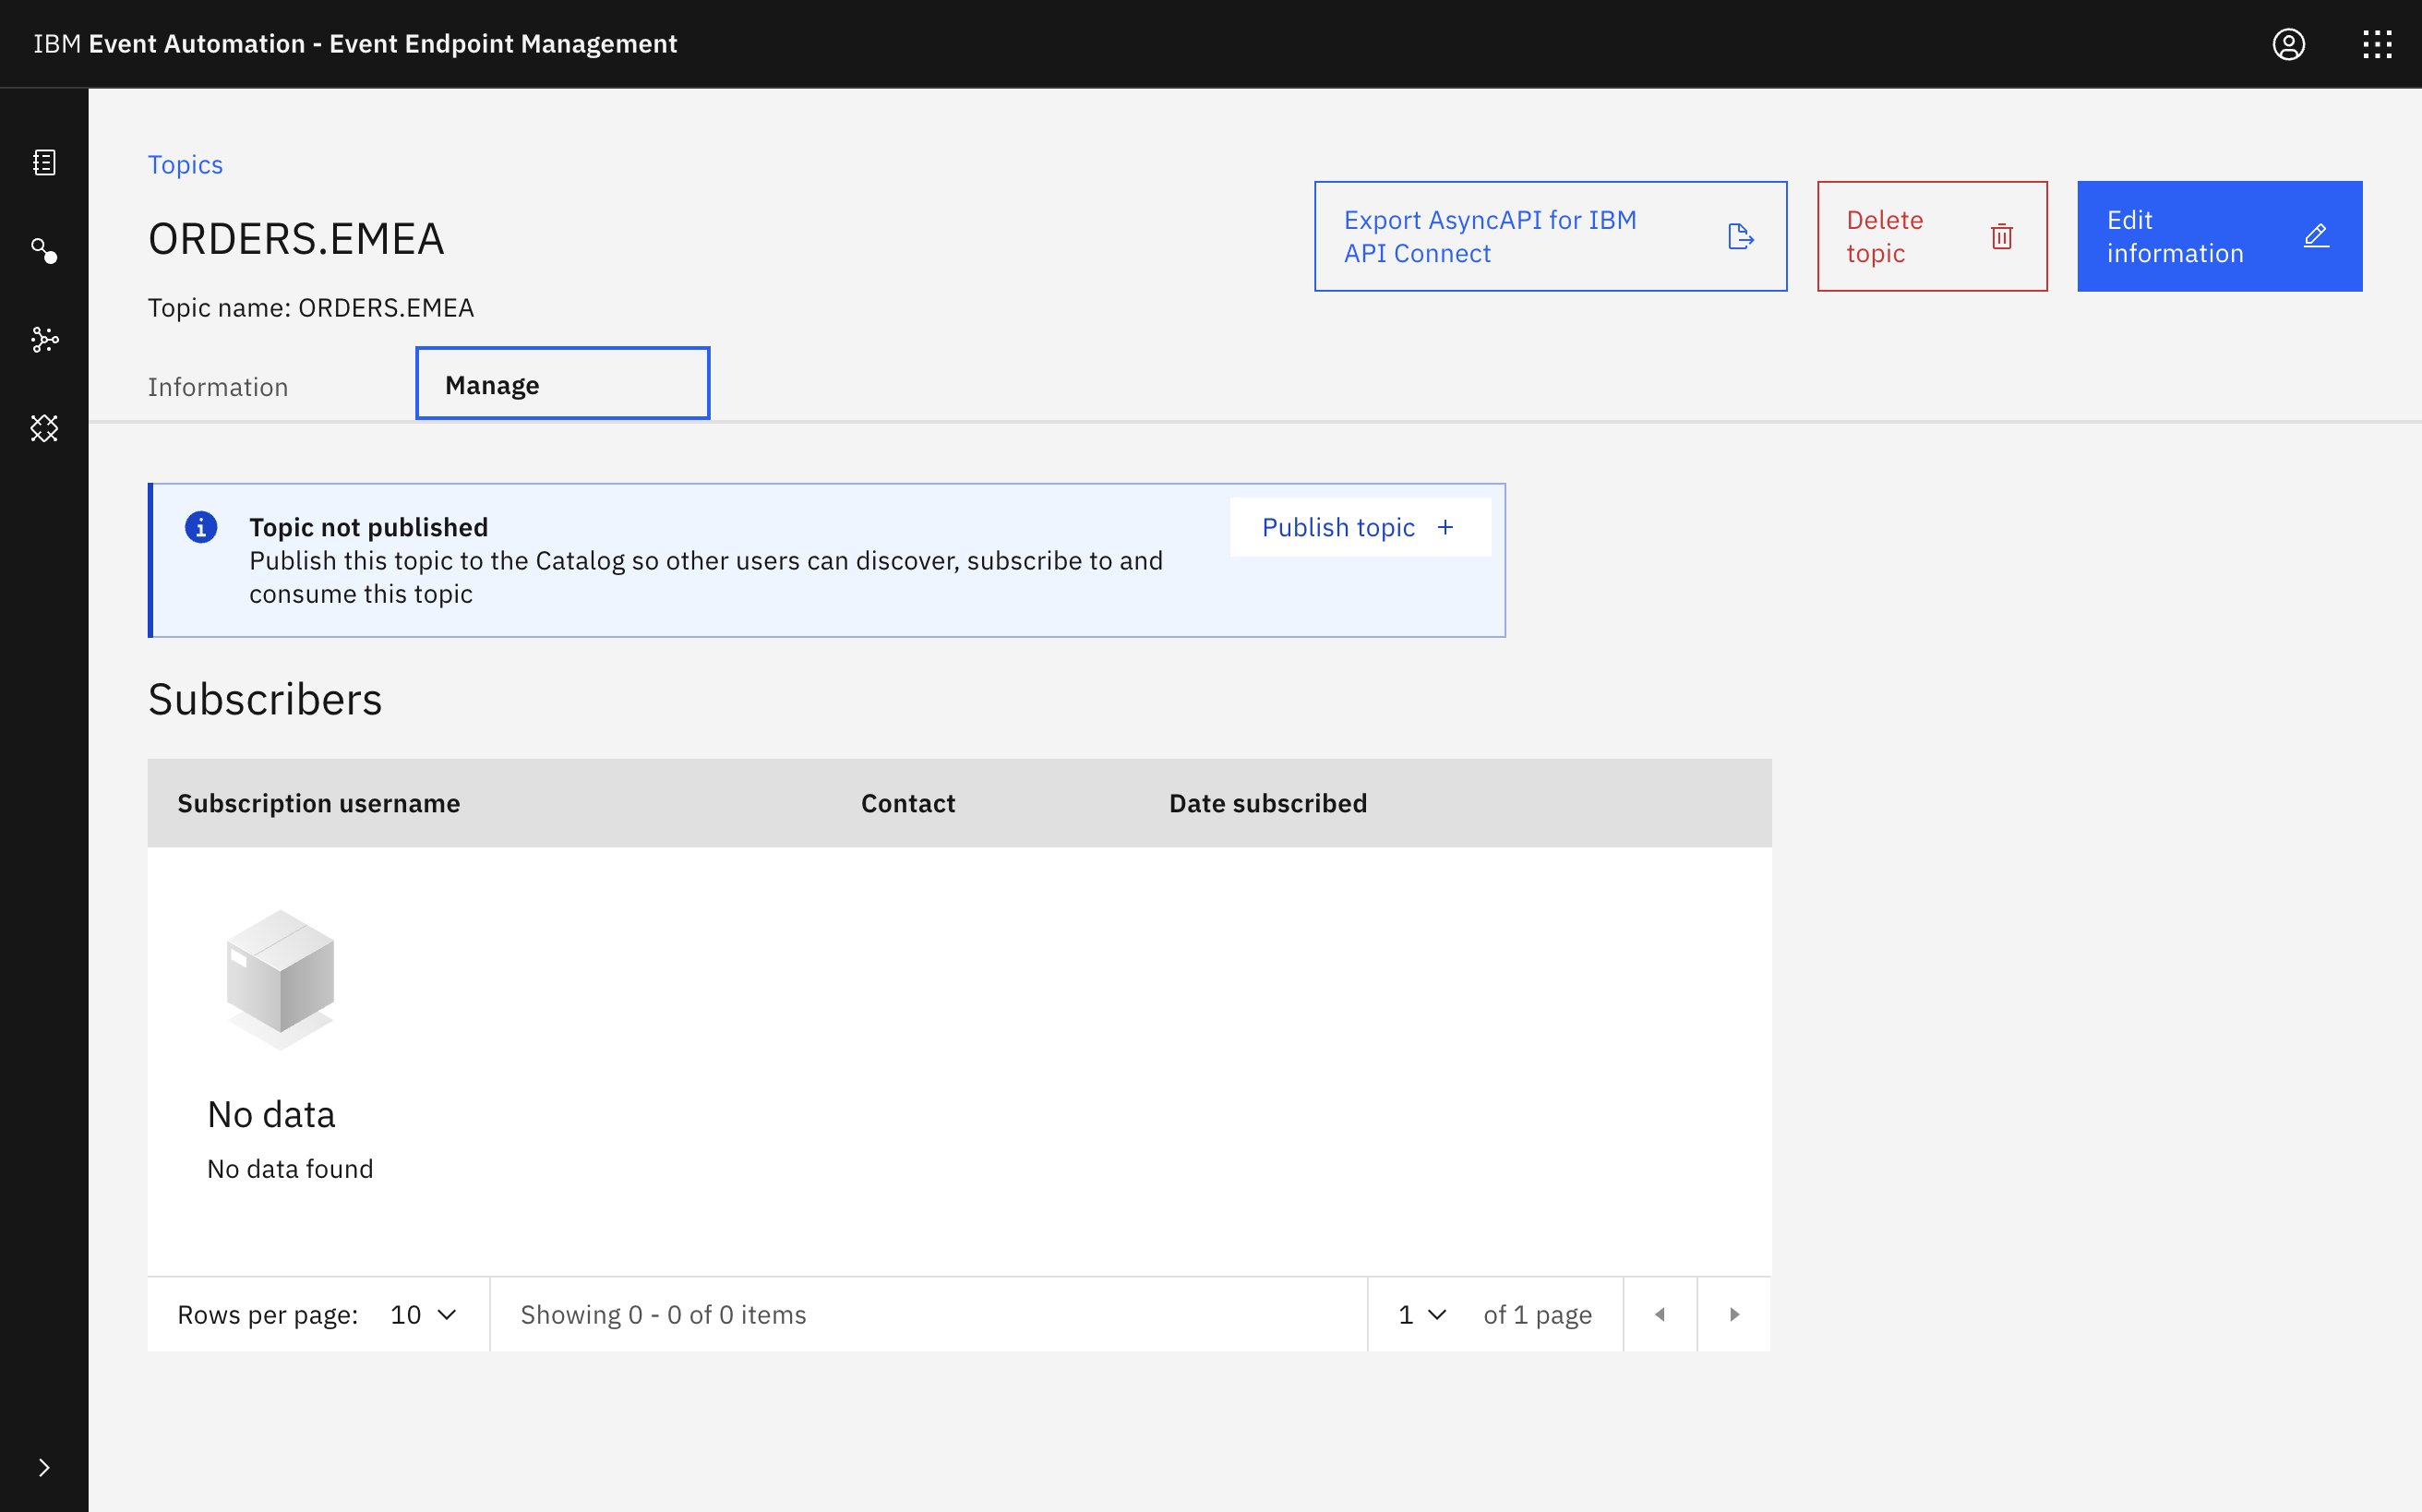 IBM Event Automation - Event Endpoint Management
Topics
ORDERS.EMEA
Topic name: ORDERS.EMEA
Export AsyncAPI for IBM
API Connect
Delete
topic
Edit
information
Information
Manage
Topic not published
Publish this topic to the Catalog so other users can discover, subscribe to and
consume this topic
Publish topic +
Subscribers
Subscription username Contact Date subscribed
No data
No data found
Rows per page: 10 Showing 0 - 0 of 0 items 1 of 1 page